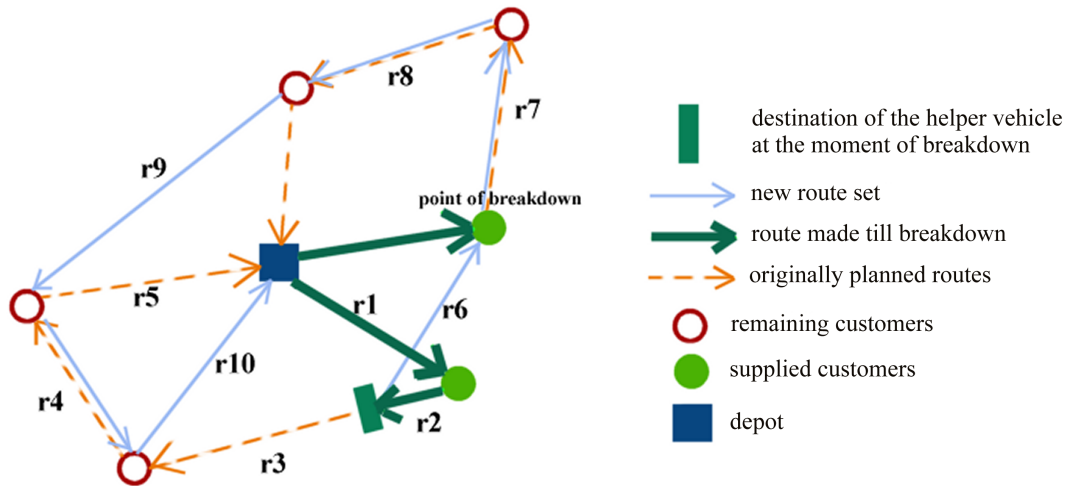 r8
r7
r9
point of breakdown
r5
r1
r6
r10
r4
r2
r3
destination of the helper vehicle
at the moment of breakdown
new route set
route made till breakdown
originally planned routes
remaining customers
supplied customers
depot